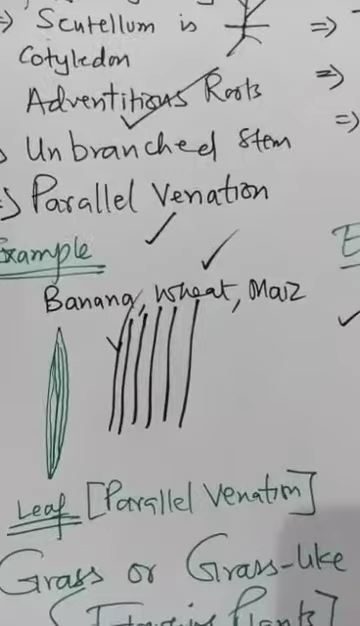 ⇒ Scutellum is ⇒
Cotyledon
Adventitious Roots ⇒
⇒
Unbranched Stem
Parallel Venation
Example
Banana, Wheat, Maiz
Leaf [Parallel Venation]
Grass or Grass-like
Plants]